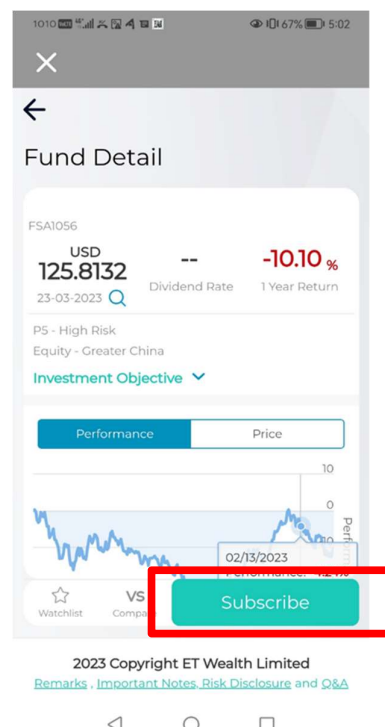 1010
67%
5:02
Fund Detail
FSA1056
USD
125.8132
23-03-2023
--
Dividend Rate
-10.10 %
1 Year Return
P5 - High Risk
Equity - Greater China
Investment Objective
Performance
Price
10
0
02/13/2023
Watchlist
VS
Subscribe
2023 Copyright ET Wealth Limited
Remarks , Important Notes, Risk Disclosure and Q&A